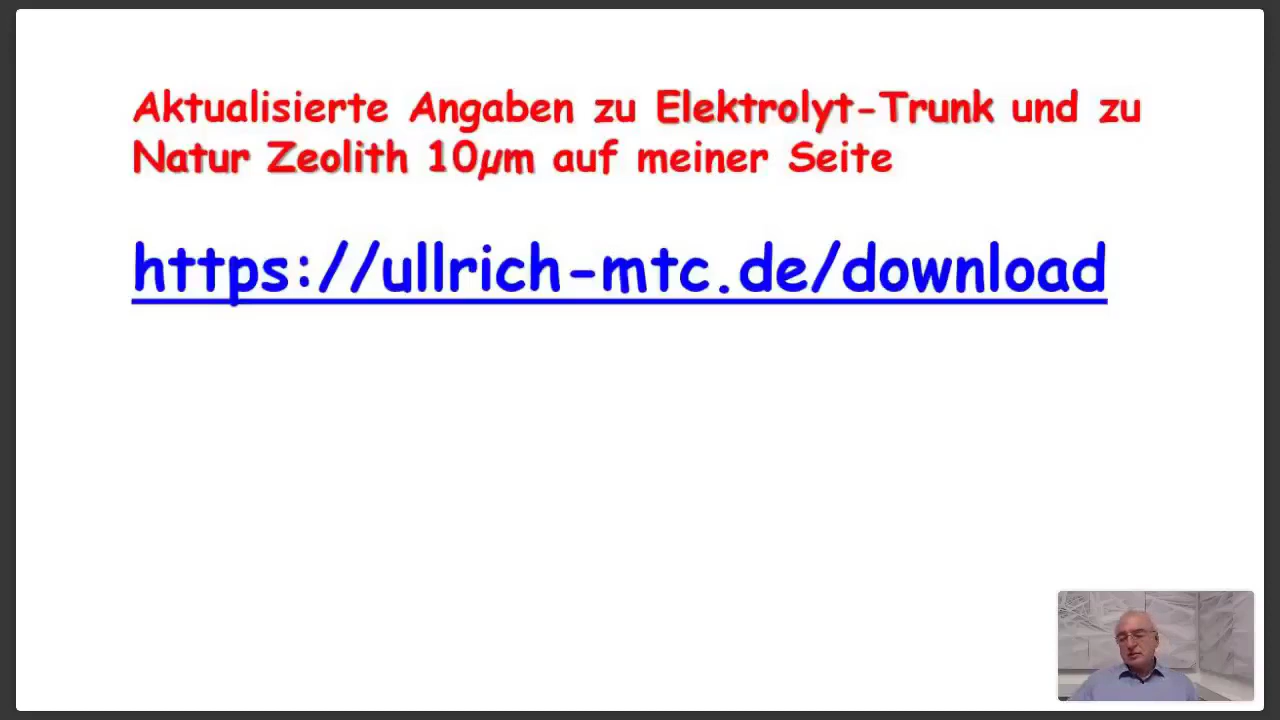 Aktualisierte Angaben zu Elektrolyt-Trunk und zu
Natur Zeolith 10µm auf meiner Seite
https://ullrich-mtc.de/download